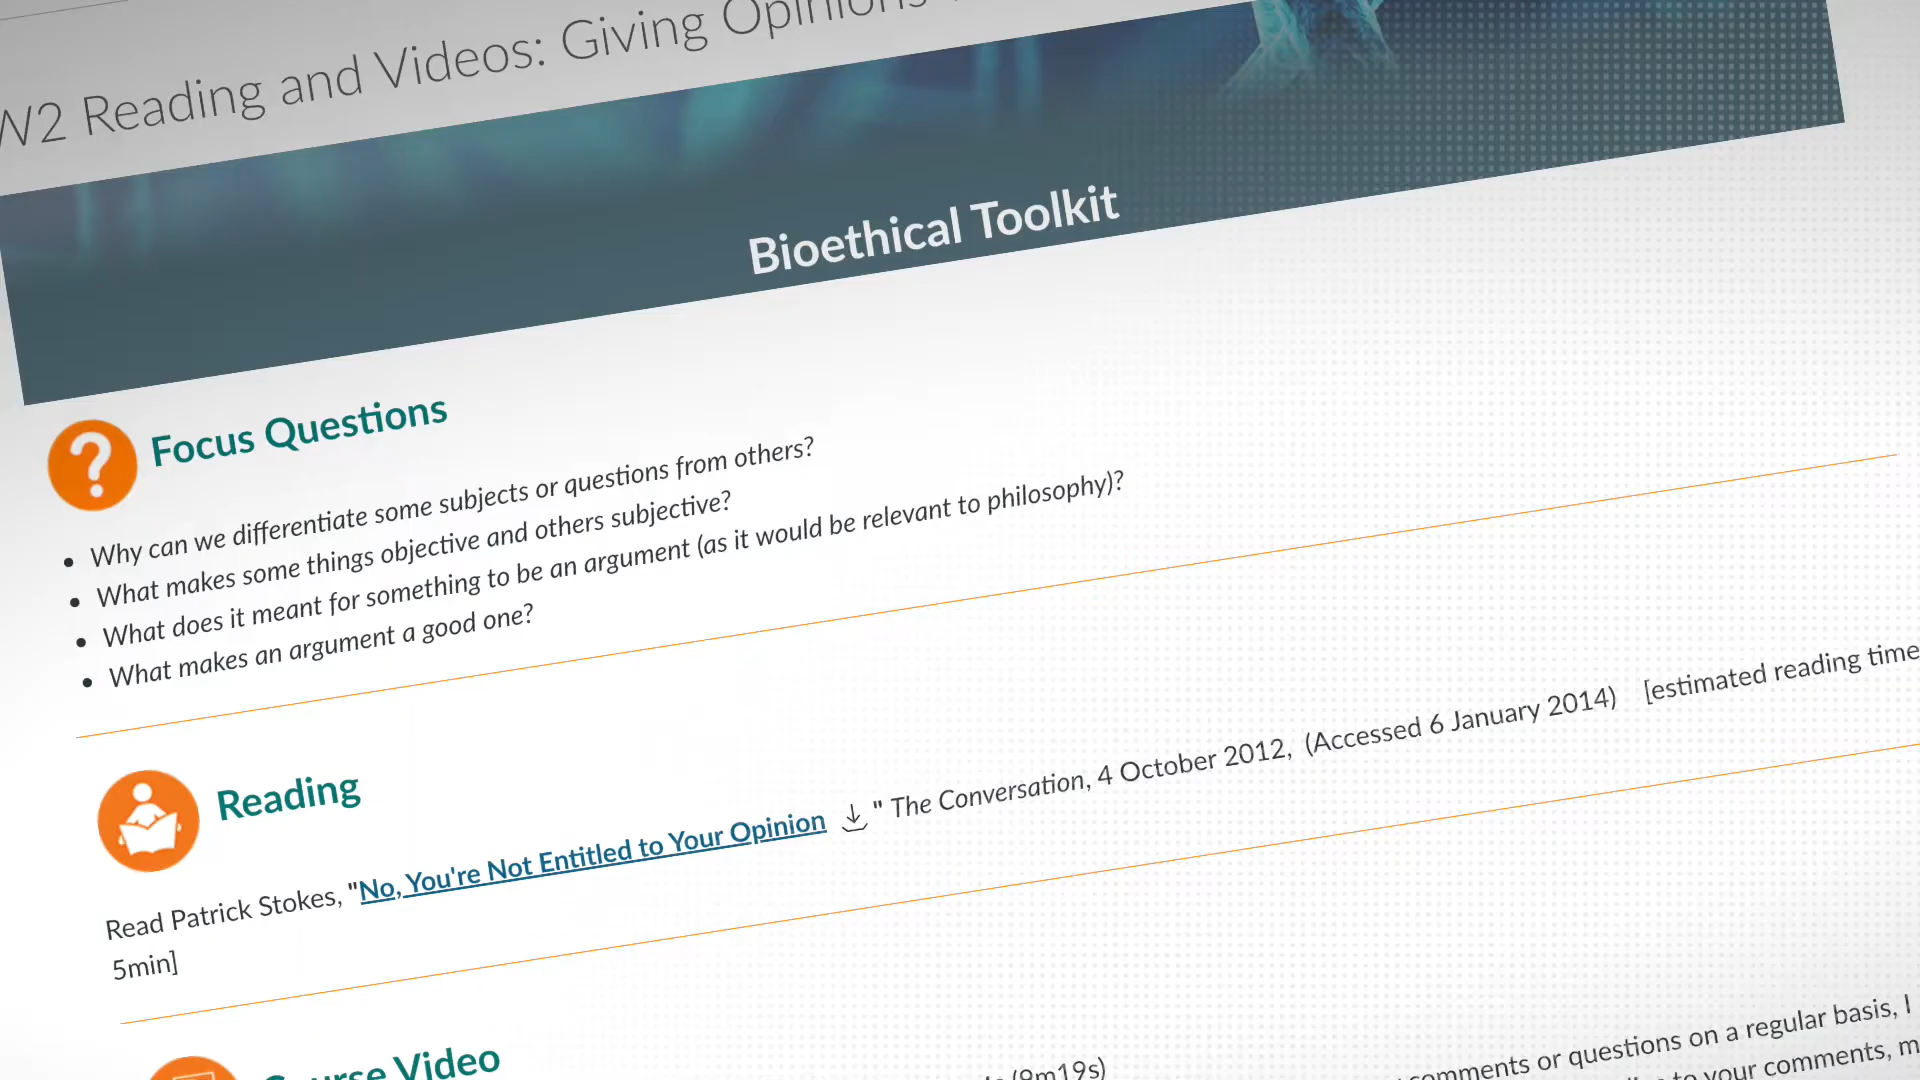 W2 Reading and Videos: Giving Opinions
Bioethical Toolkit
Focus Questions
• Why can we differentiate some subjects or questions from others?
• What makes some things objective and others subjective?
• What does it meant for something to be an argument (as it would be relevant to philosophy)?
• What makes an argument a good one?
Reading
Read Patrick Stokes, "No, You're Not Entitled to Your Opinion " The Conversation, 4 October 2012, (Accessed 6 January 2014) [estimated reading time
5min]
Course Video
(9m19s)
comments or questions on a regular basis, I
to your comments, m